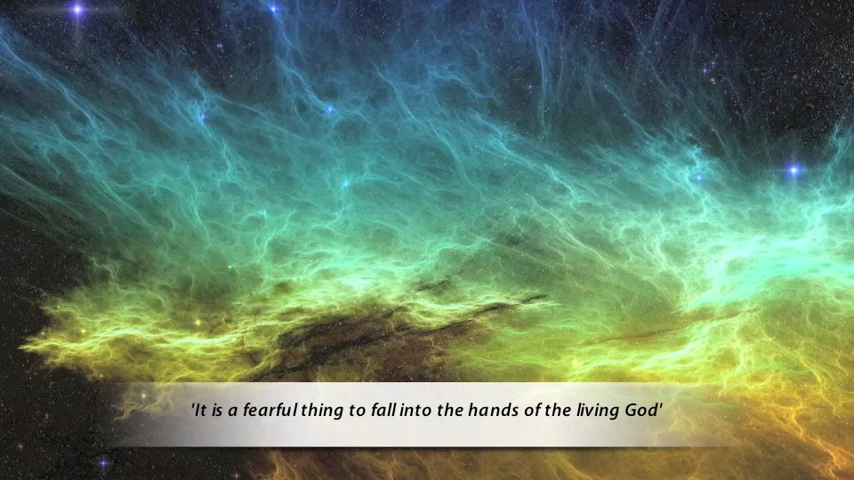 'It is a fearful thing to fall into the hands of the living God'